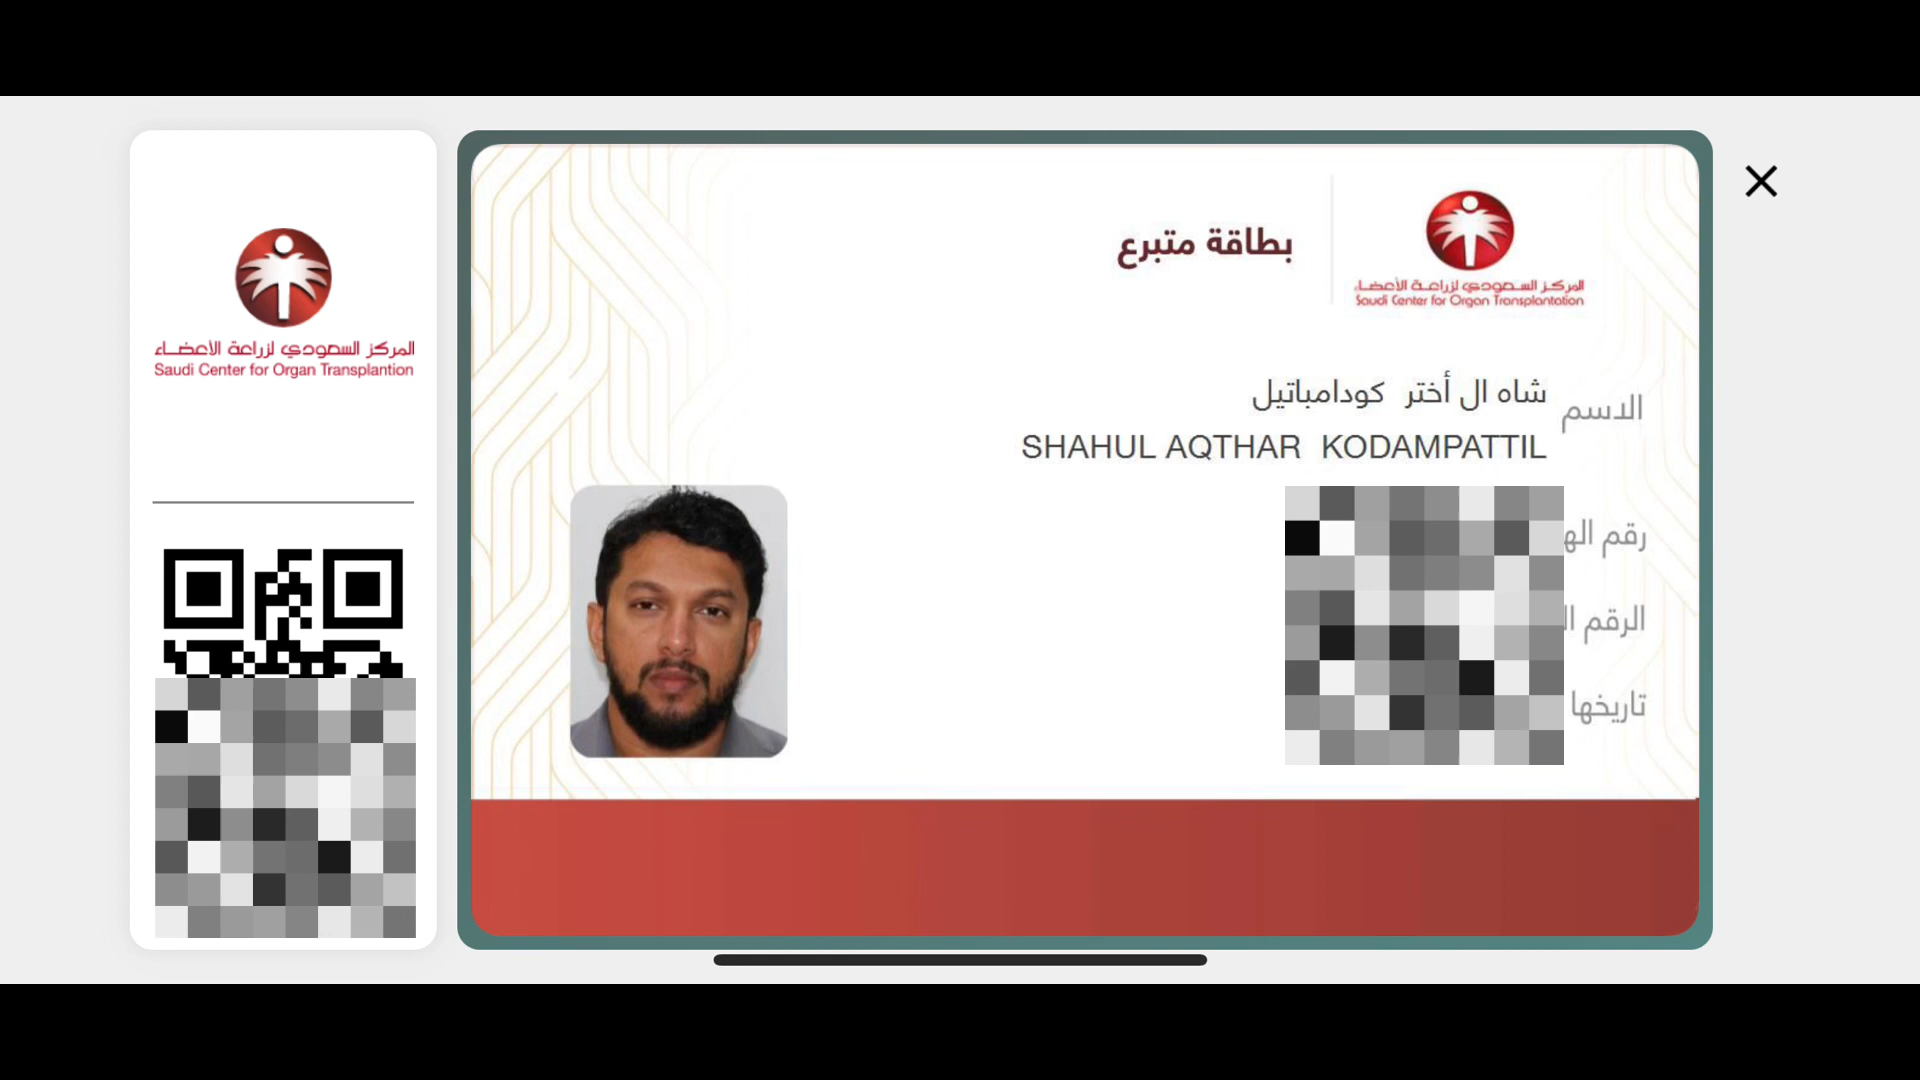 المركز السعودي لزراعة الأعضاء
Saudi Center for Organ Transplantion
بطاقة متبرع
المركز السعودي لزراعة الأعضاء
Saudi Center for Organ Transplantation
الاسم
شاه ال أختر كودامباتيل
SHAHUL AQTHAR KODAMPATTIL
رقم
الرقم
تاريخها